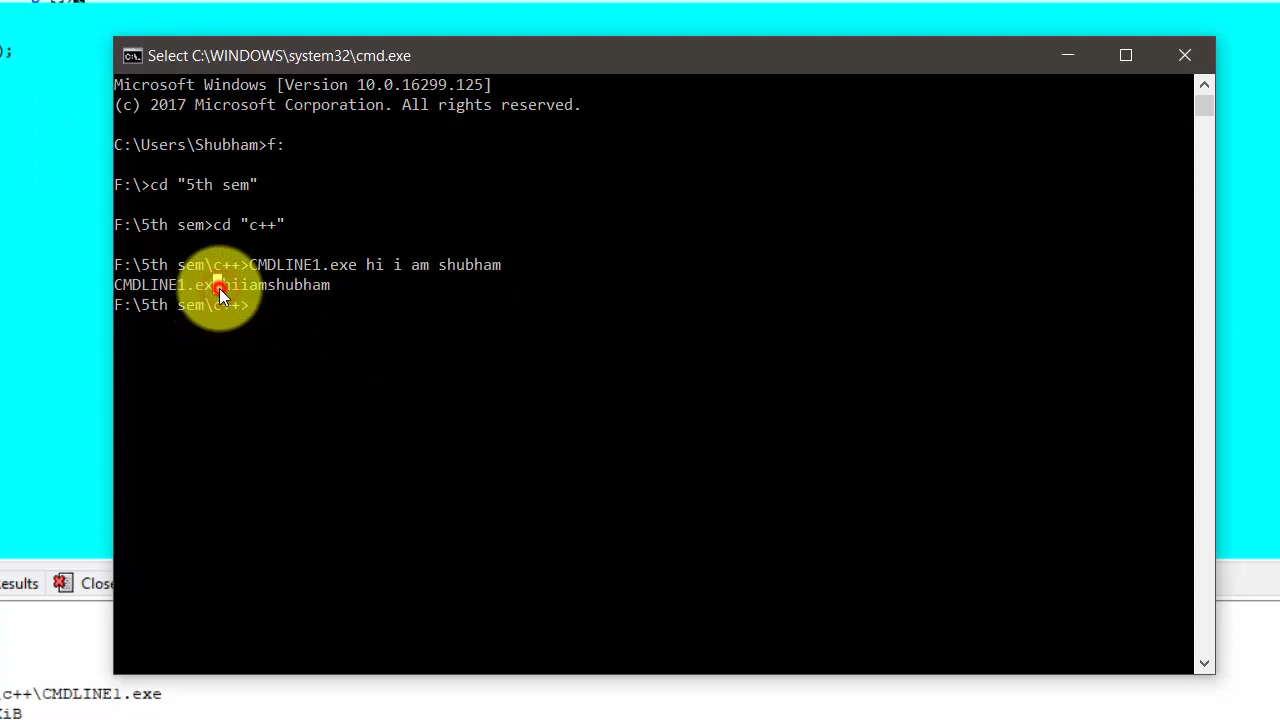 );
Select C:\WINDOWS\system32\cmd.exe
Microsoft Windows [Version 10.0.16299.125]
(c) 2017 Microsoft Corporation. All rights reserved.
C:\Users\Shubham>f:
F:\>cd "5th sem"
F:\5th sem>cd "c++"
F:\5th sem\c++>CMDLINE1.exe hi i am shubham
CMDLINE1.exehiiamshubham
F:\5th sem\c++>
esults Close
c++\CMDLINE1.exe
KiB